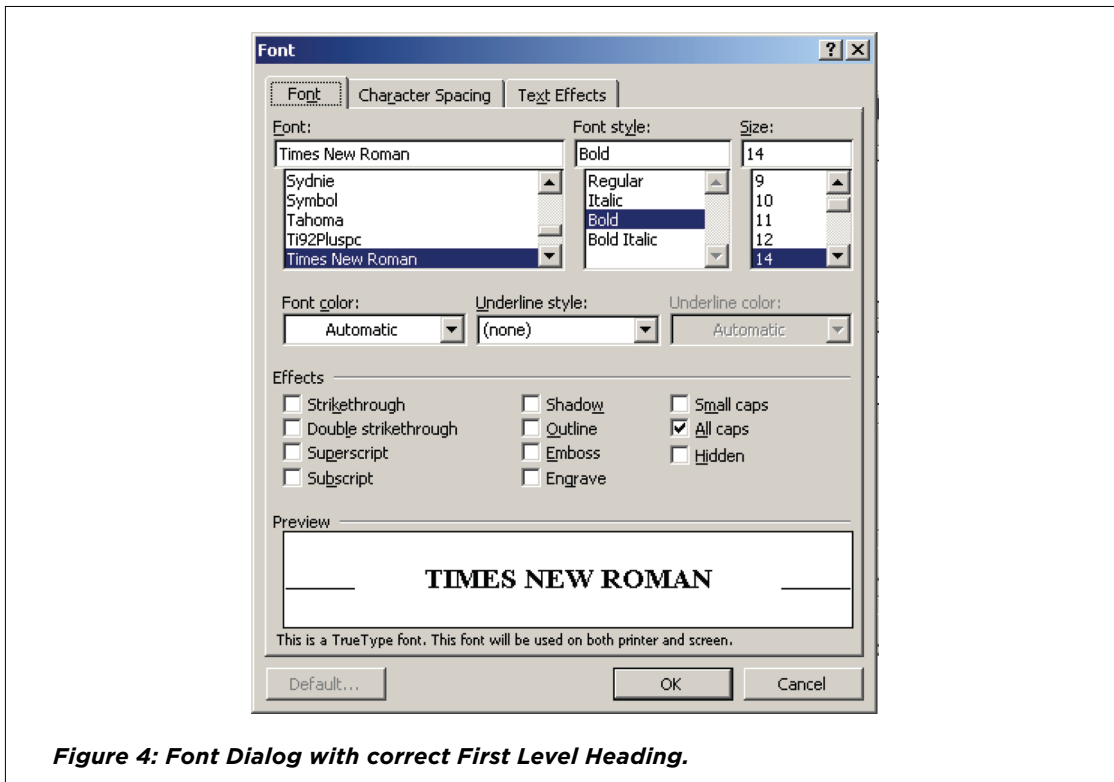 Font
Font Character Spacing Text Effects
Font: Font style: Size:
Times New Roman Bold 14
Sydnie Regular 9
Symbol Italic 10
Tahoma Bold 11
Ti92Pluspc Bold Italic 12
Times New Roman 14
Font color: Underline style: Underline color:
Automatic (none) Automatic
Effects
Strikethrough Shadow Small caps
Double strikethrough Outline All caps
Superscript Emboss Hidden
Subscript Engrave
Preview
TIMES NEW ROMAN
This is a TrueType font. This font will be used on both printer and screen.
Default... OK Cancel
Figure 4: Font Dialog with correct First Level Heading.